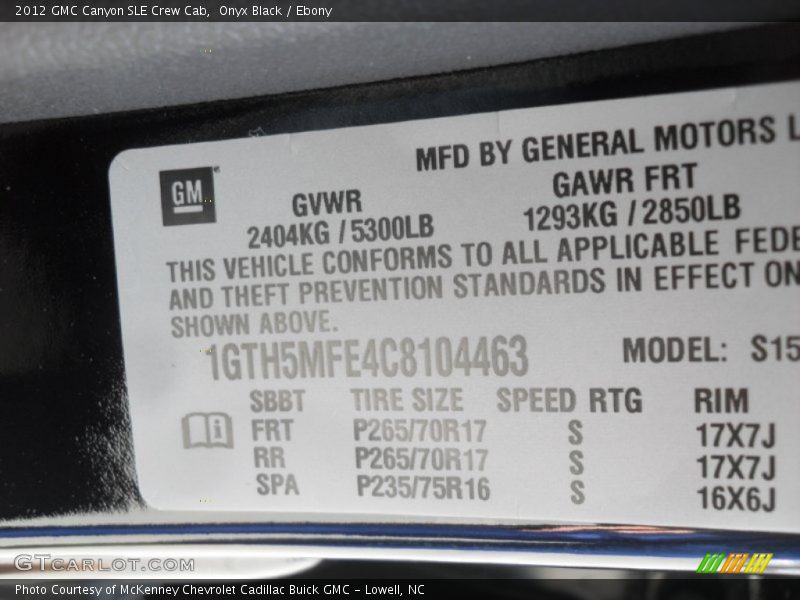 2012 GMC Canyon SLE Crew Cab, Onyx Black / Ebony
MFD BY GENERAL MOTORS
GM
GVWR
GAWR FRT
2404KG / 5300LB
1293KG / 2850LB
THIS VEHICLE CONFORMS TO ALL APPLICABLE FEDE
AND THEFT PREVENTION STANDARDS IN EFFECT ON
SHOWN ABOVE.
1GTH5MFE4C8104463
MODEL: S15
SBBT TIRE SIZE SPEED RTG RIM
FRT P265/70R17 S 17X7J
RR P265/70R17 S 17X7J
SPA P235/75R16 S 16X6J
GTCARLOT.COM
Photo Courtesy of McKenney Chevrolet Cadillac Buick GMC - Lowell, NC